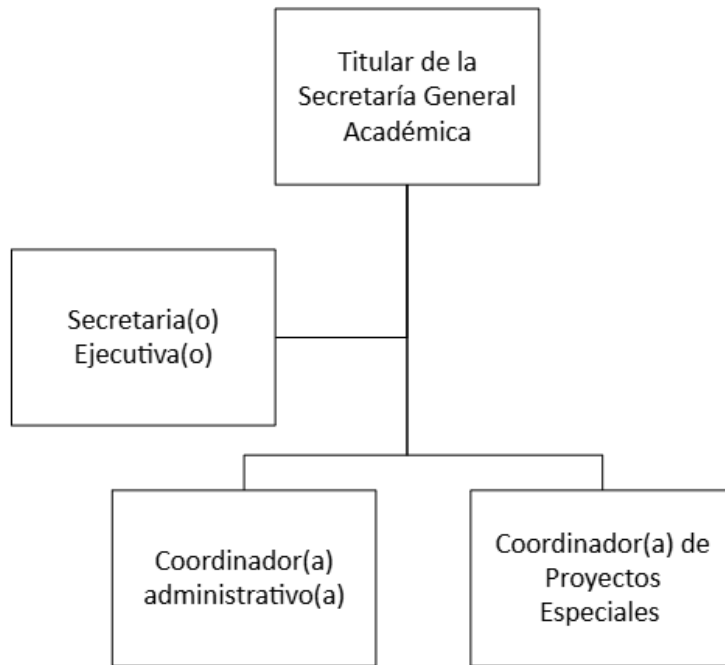 Titular de la
Secretaría General
Académica
Secretaria(o)
Ejecutiva(o)
Coordinador(a)
administrativo(a)
Coordinador(a) de
Proyectos
Especiales